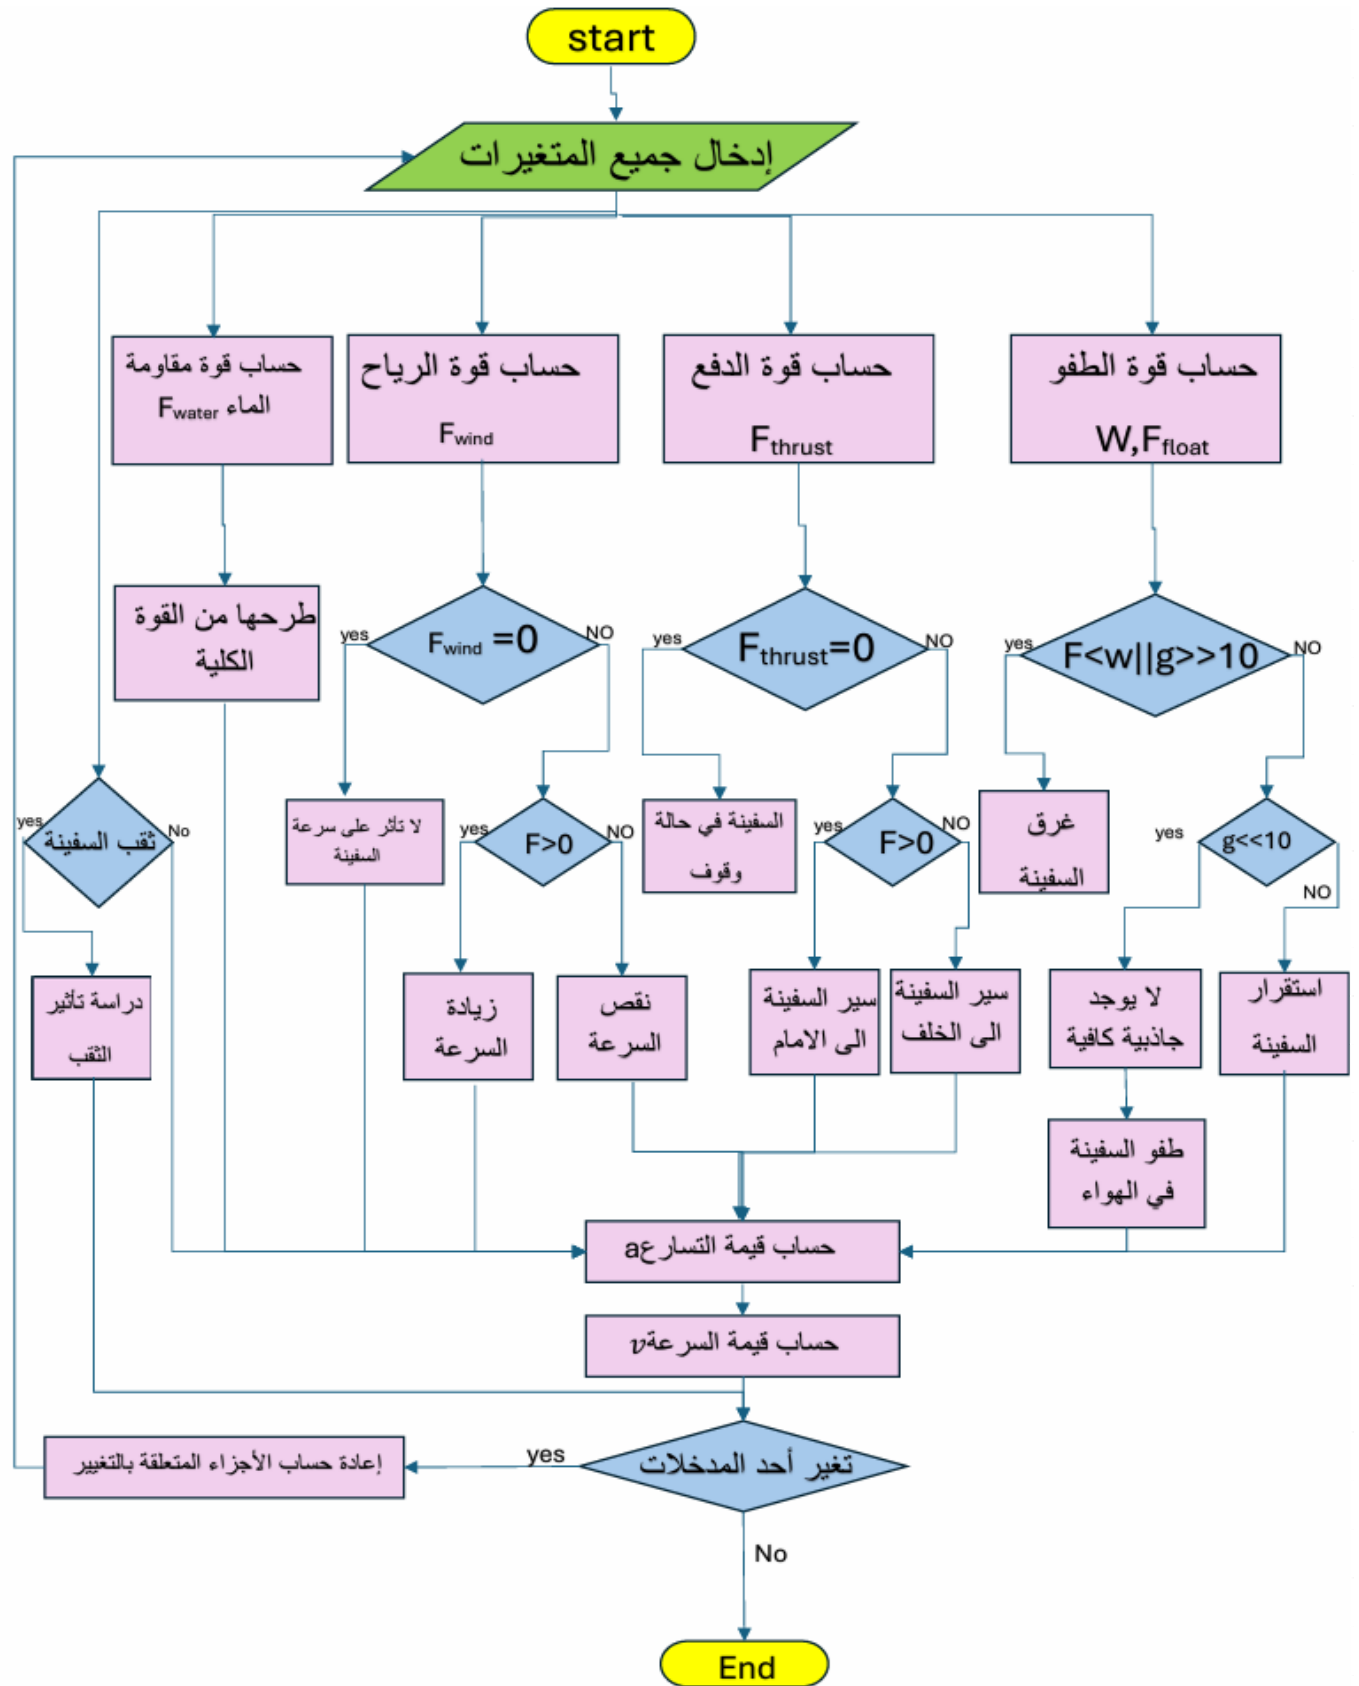 start
إدخال جميع المتغيرات
حساب قوة مقاومة
الماء Fwater
حساب قوة الرياح
Fwind
حساب قوة الدفع
Fthrust
حساب قوة الطفو
W,Ffloat
طرحها من القوة
الكلية
yes
Fwind =0
NO
yes
Fthrust=0
NO
yes
F<w||g>>10
NO
yes
ثقب السفينة
No
لا تأثر على سرعة
السفينة
yes
F>0
NO
السفينة في حالة
وقوف
yes
F>0
NO
غرق
السفينة
yes
g<<10
NO
دراسة تأثير
الثقب
زيادة
السرعة
نقص
السرعة
سير السفينة
الى الامام
سير السفينة
الى الخلف
لا يوجد
جاذبية كافية
استقرار
السفينة
طفو السفينة
في الهواء
حساب قيمة التسارعa
حساب قيمة السرعةv
إعادة حساب الأجزاء المتعلقة بالتغيير
yes
تغير أحد المدخلات
No
End